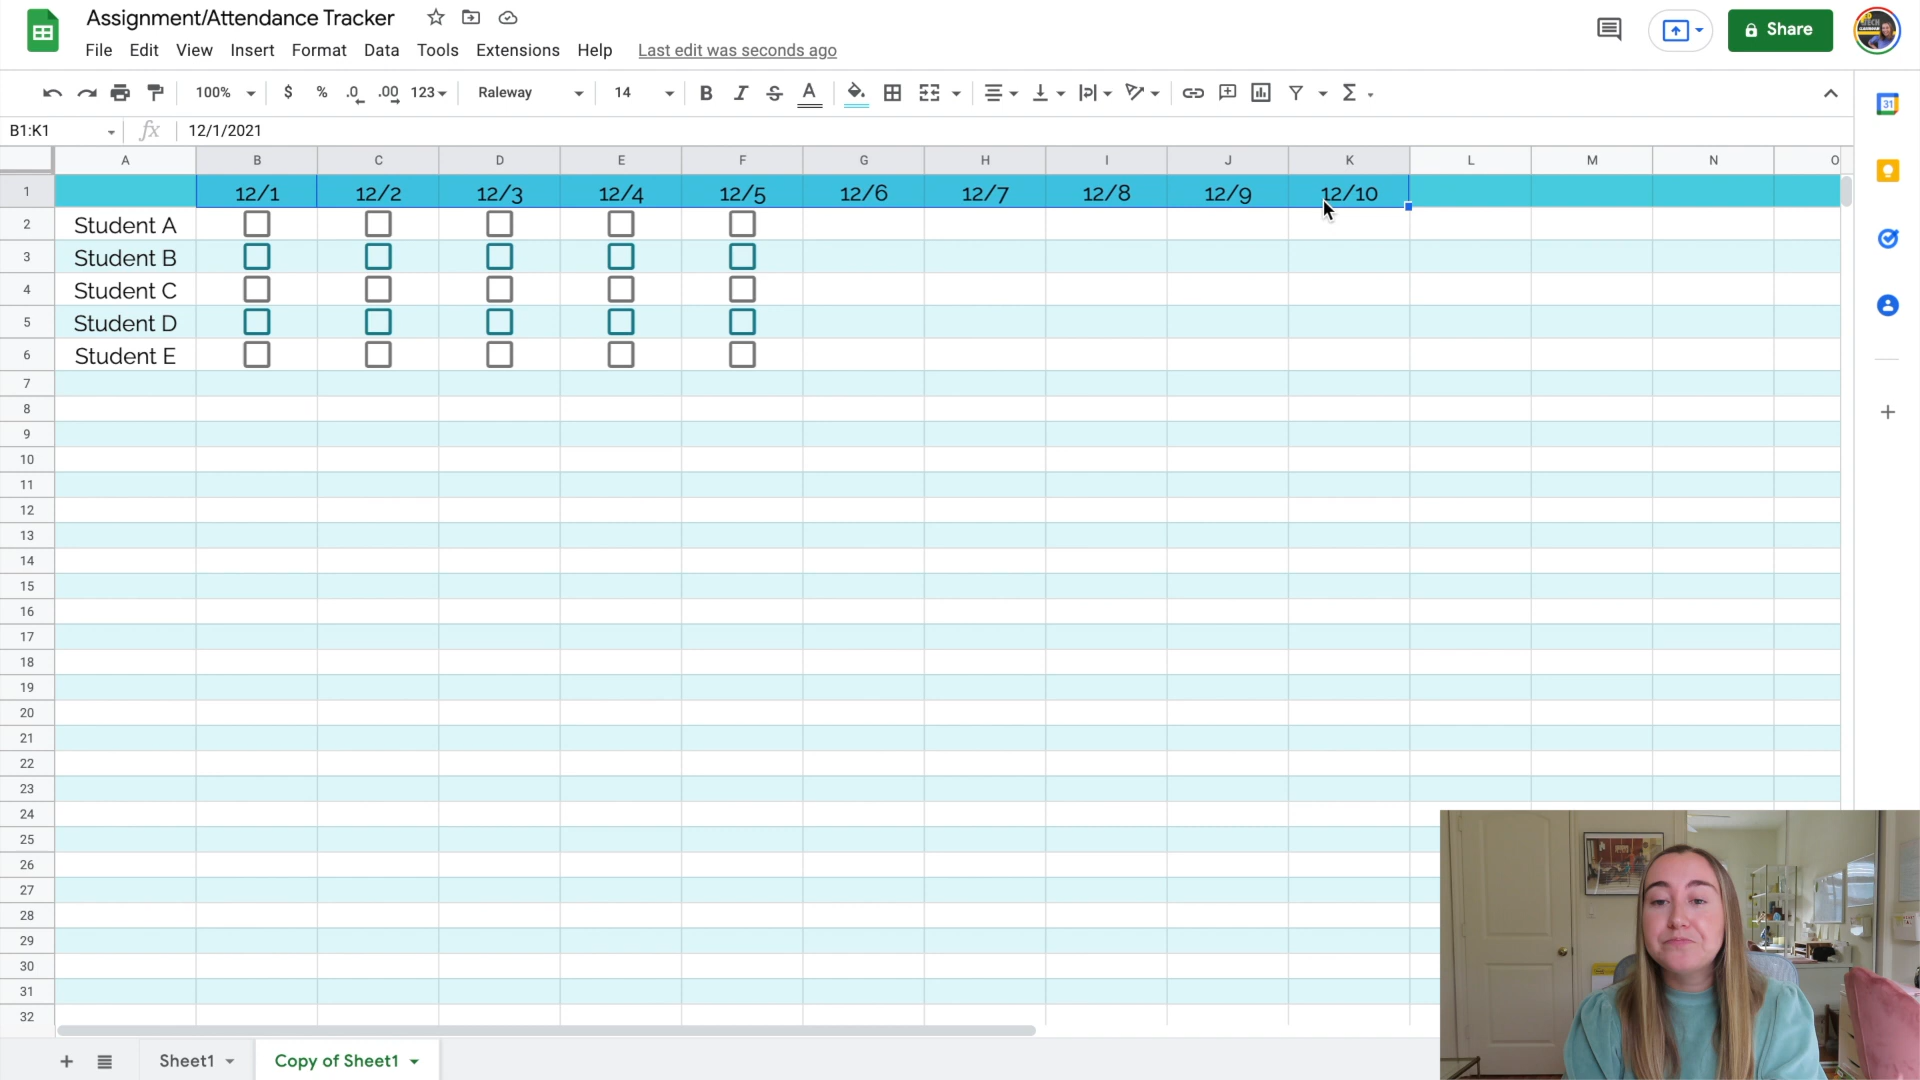 Assignment/Attendance Tracker
File Edit View Insert Format Data Tools Extensions Help Last edit was seconds ago
Share
100% $ % .0 .00 123 Raleway 14 B I S A Σ
31
B1:K1 fx 12/1/2021
A B C D E F G H I J K L M N O
1 12/1 12/2 12/3 12/4 12/5 12/6 12/7 12/8 12/9 12/10
2 Student A
3 Student B
4 Student C
5 Student D
6 Student E
7
8
9
10
11
12
13
14
15
16
17
18
19
20
21
22
23
24
25
26
27
28
29
30
31
32
Sheet1 Copy of Sheet1